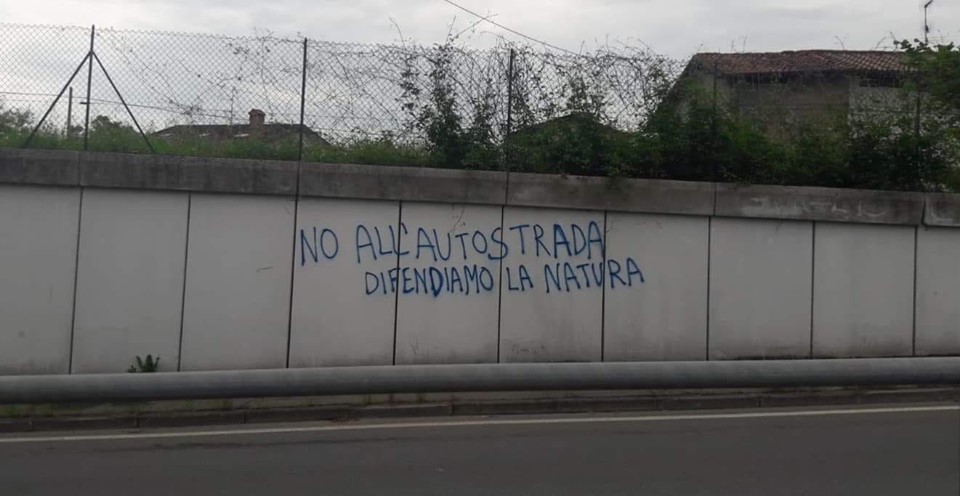 NO ALL'AUTOSTRADA
DIFENDIAMO LA NATURA